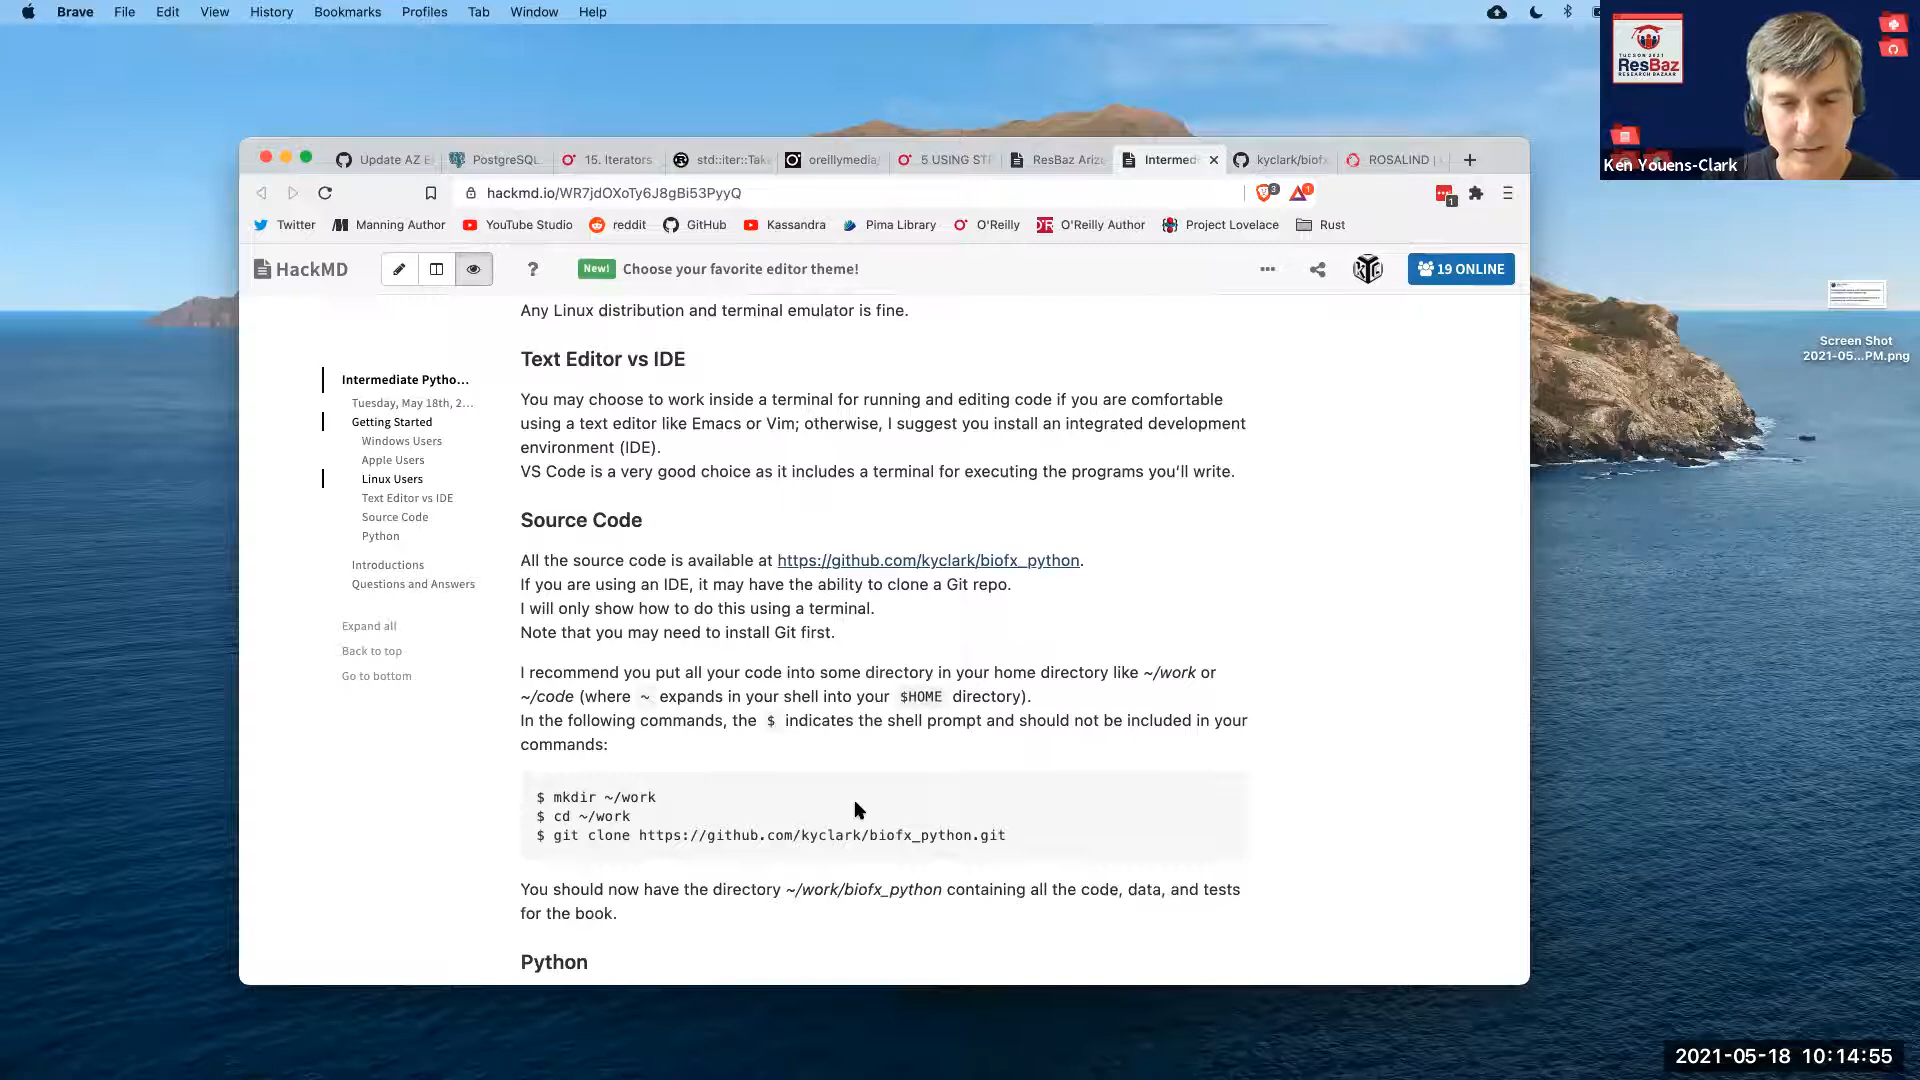 Brave File Edit View History Bookmarks Profiles Tab Window Help
TUCSON 2021
ResBaz
RESEARCH BAZAAR
Ken Youens-Clark
Update AZ E PostgreSQL 15. Iterators std::iter::Take oreillymedia/ 5 USING STR ResBaz Arizo Intermed kyclark/biofx ROSALIND |
hackmd.io/WR7jdOXoTy6J8gBi53PyyQ
3 1 1
Twitter Manning Author YouTube Studio reddit GitHub Kassandra Pima Library O'Reilly O'Reilly Author Project Lovelace Rust
HackMD ? New! Choose your favorite editor theme! 19 ONLINE
Intermediate Pytho…
Tuesday, May 18th, 2…
Getting Started
Windows Users
Apple Users
Linux Users
Text Editor vs IDE
Source Code
Python
Introductions
Questions and Answers
Expand all
Back to top
Go to bottom
Any Linux distribution and terminal emulator is fine.
Text Editor vs IDE
You may choose to work inside a terminal for running and editing code if you are comfortable
using a text editor like Emacs or Vim; otherwise, I suggest you install an integrated development
environment (IDE).
VS Code is a very good choice as it includes a terminal for executing the programs you'll write.
Source Code
All the source code is available at https://github.com/kyclark/biofx_python.
If you are using an IDE, it may have the ability to clone a Git repo.
I will only show how to do this using a terminal.
Note that you may need to install Git first.
I recommend you put all your code into some directory in your home directory like ~/work or
~/code (where ~ expands in your shell into your $HOME directory).
In the following commands, the $ indicates the shell prompt and should not be included in your
commands:
$ mkdir ~/work
$ cd ~/work
$ git clone https://github.com/kyclark/biofx_python.git
You should now have the directory ~/work/biofx_python containing all the code, data, and tests
for the book.
Python
Screen Shot
2021-05...PM.png
2021-05-18 10:14:55